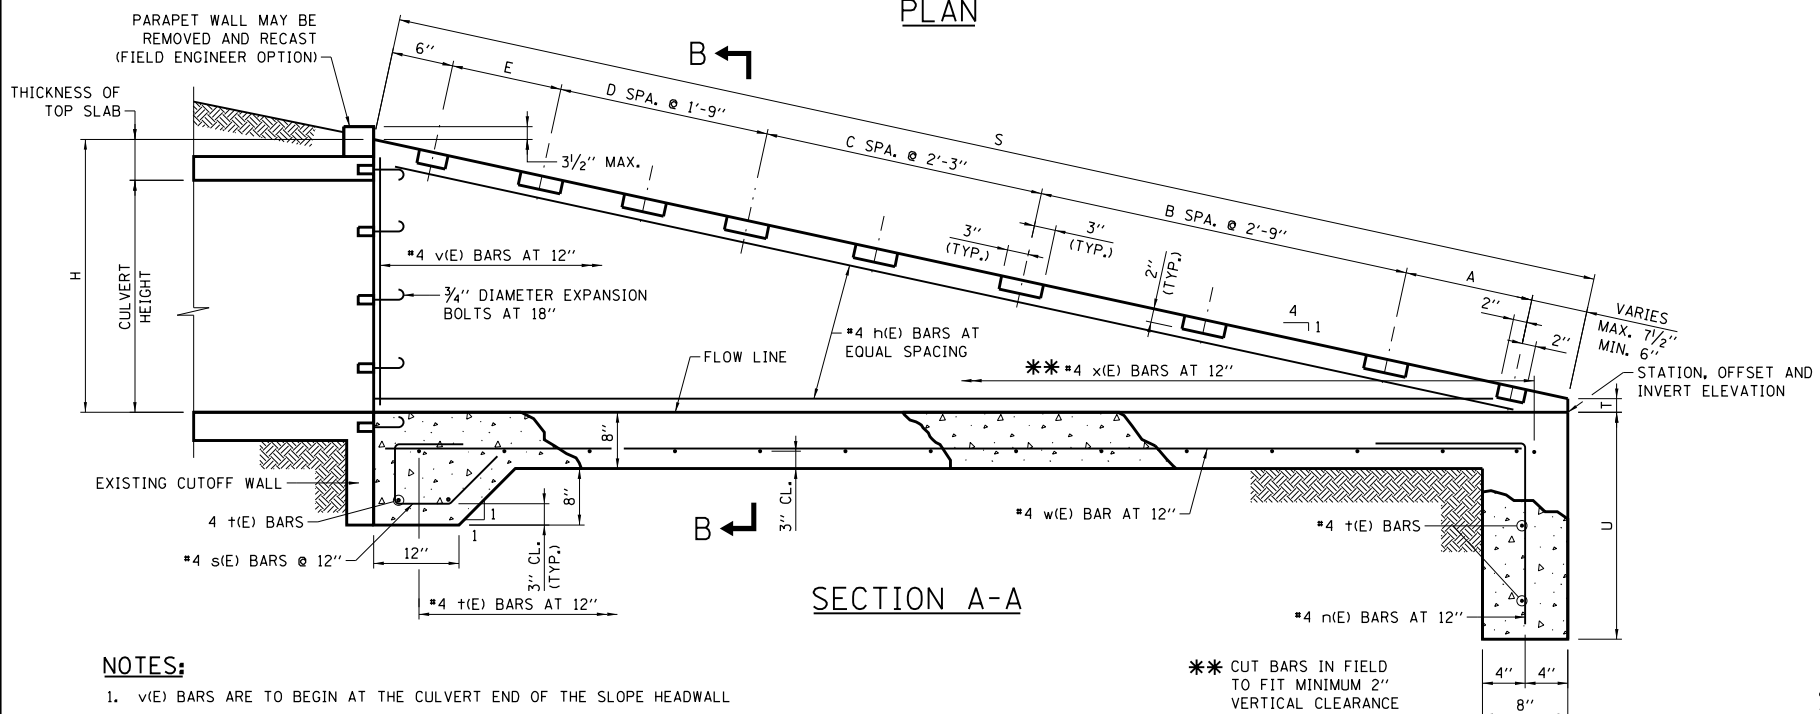 PLAN
PARAPET WALL MAY BE
REMOVED AND RECAST
(FIELD ENGINEER OPTION)
THICKNESS OF
TOP SLAB
B
6"
E
D SPA. @ 1'-9"
C SPA. @ 2'-3"
S
B SPA. @ 2'-9"
A
3½" MAX.
3"
(TYP.)
3"
(TYP.)
2"
(TYP.)
2"
2"
VARIES
MAX. 7½"
MIN. 6"
STATION, OFFSET AND
INVERT ELEVATION
H
CULVERT
HEIGHT
#4 v(E) BARS AT 12"
¾" DIAMETER EXPANSION
BOLTS AT 18"
FLOW LINE
#4 h(E) BARS AT
EQUAL SPACING
4
1
** #4 x(E) BARS AT 12"
T
8"
EXISTING CUTOFF WALL
4 t(E) BARS
#4 s(E) BARS @ 12"
12"
1
1
8"
3" CL.
(TYP.)
#4 t(E) BARS AT 12"
B
3" CL.
#4 w(E) BAR AT 12"
#4 t(E) BARS
U
#4 n(E) BARS AT 12"
4"
4"
8"
SECTION A-A
NOTES:
1. v(E) BARS ARE TO BEGIN AT THE CULVERT END OF THE SLOPE HEADWALL
** CUT BARS IN FIELD
TO FIT MINIMUM 2"
VERTICAL CLEARANCE